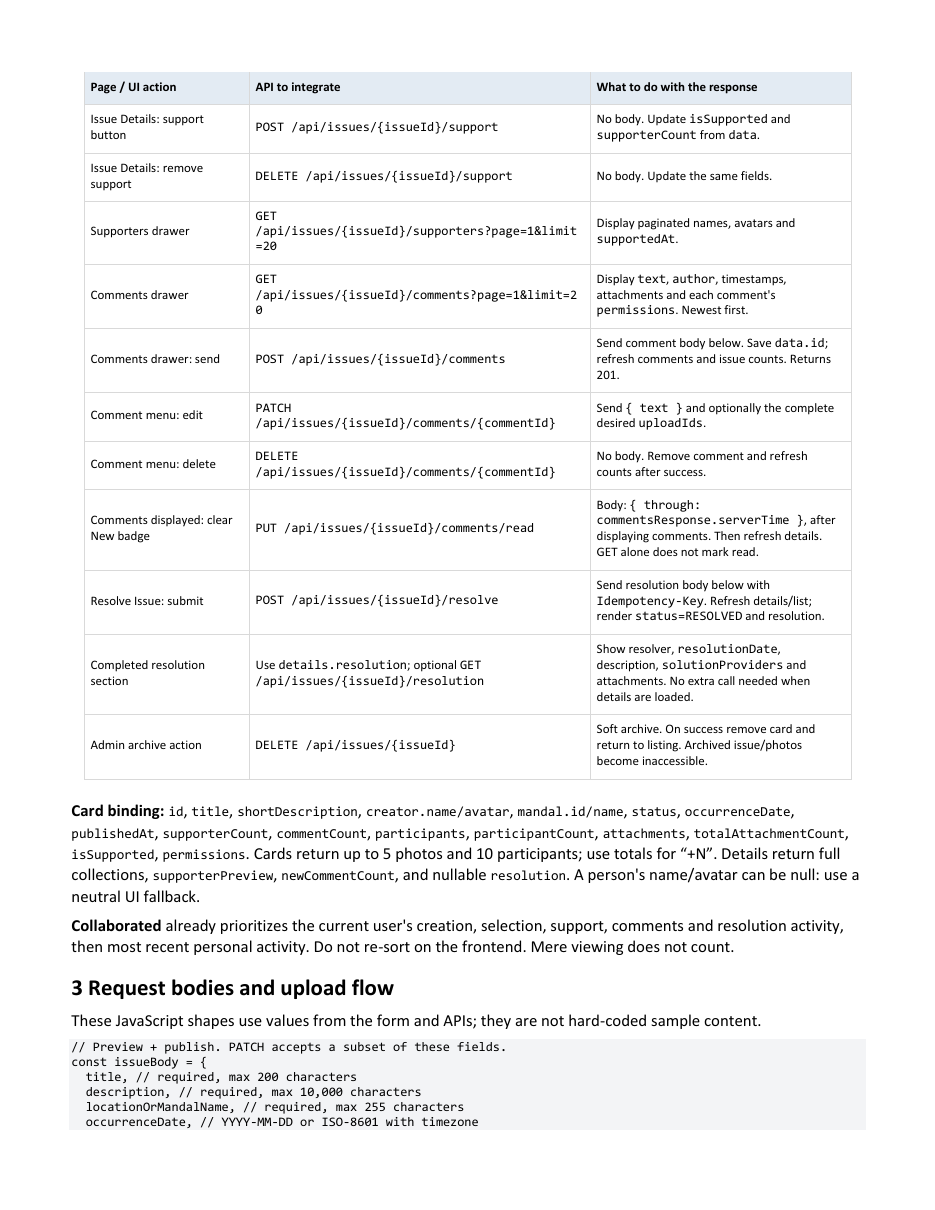 Page / UI action
API to integrate
What to do with the response
Issue Details: support
button
POST /api/issues/{issueId}/support
No body. Update isSupported and
supporterCount from data.
Issue Details: remove
support
DELETE /api/issues/{issueId}/support
No body. Update the same fields.
Supporters drawer
GET
/api/issues/{issueId}/supporters?page=1&limit
=20
Display paginated names, avatars and
supportedAt.
Comments drawer
GET
/api/issues/{issueId}/comments?page=1&limit=2
0
Display text, author, timestamps,
attachments and each comment's
permissions. Newest first.
Comments drawer: send
POST /api/issues/{issueId}/comments
Send comment body below. Save data.id;
refresh comments and issue counts. Returns
201.
Comment menu: edit
PATCH
/api/issues/{issueId}/comments/{commentId}
Send { text } and optionally the complete
desired uploadIds.
Comment menu: delete
DELETE
/api/issues/{issueId}/comments/{commentId}
No body. Remove comment and refresh
counts after success.
Comments displayed: clear
New badge
PUT /api/issues/{issueId}/comments/read
Body: { through:
commentsResponse.serverTime }, after
displaying comments. Then refresh details.
GET alone does not mark read.
Resolve Issue: submit
POST /api/issues/{issueId}/resolve
Send resolution body below with
Idempotency-Key. Refresh details/list;
render status=RESOLVED and resolution.
Completed resolution
section
Use details.resolution; optional GET
/api/issues/{issueId}/resolution
Show resolver, resolutionDate,
description, solutionProviders and
attachments. No extra call needed when
details are loaded.
Admin archive action
DELETE /api/issues/{issueId}
Soft archive. On success remove card and
return to listing. Archived issue/photos
become inaccessible.
Card binding: id, title, shortDescription, creator.name/avatar, mandal.id/name, status, occurrenceDate,
publishedAt, supporterCount, commentCount, participants, participantCount, attachments, totalAttachmentCount,
isSupported, permissions. Cards return up to 5 photos and 10 participants; use totals for “+N”. Details return full
collections, supporterPreview, newCommentCount, and nullable resolution. A person's name/avatar can be null: use a
neutral UI fallback.
Collaborated already prioritizes the current user's creation, selection, support, comments and resolution activity,
then most recent personal activity. Do not re-sort on the frontend. Mere viewing does not count.
3 Request bodies and upload flow
These JavaScript shapes use values from the form and APIs; they are not hard-coded sample content.
// Preview + publish. PATCH accepts a subset of these fields.
const issueBody = {
  title, // required, max 200 characters
  description, // required, max 10,000 characters
  locationOrMandalName, // required, max 255 characters
  occurrenceDate, // YYYY-MM-DD or ISO-8601 with timezone